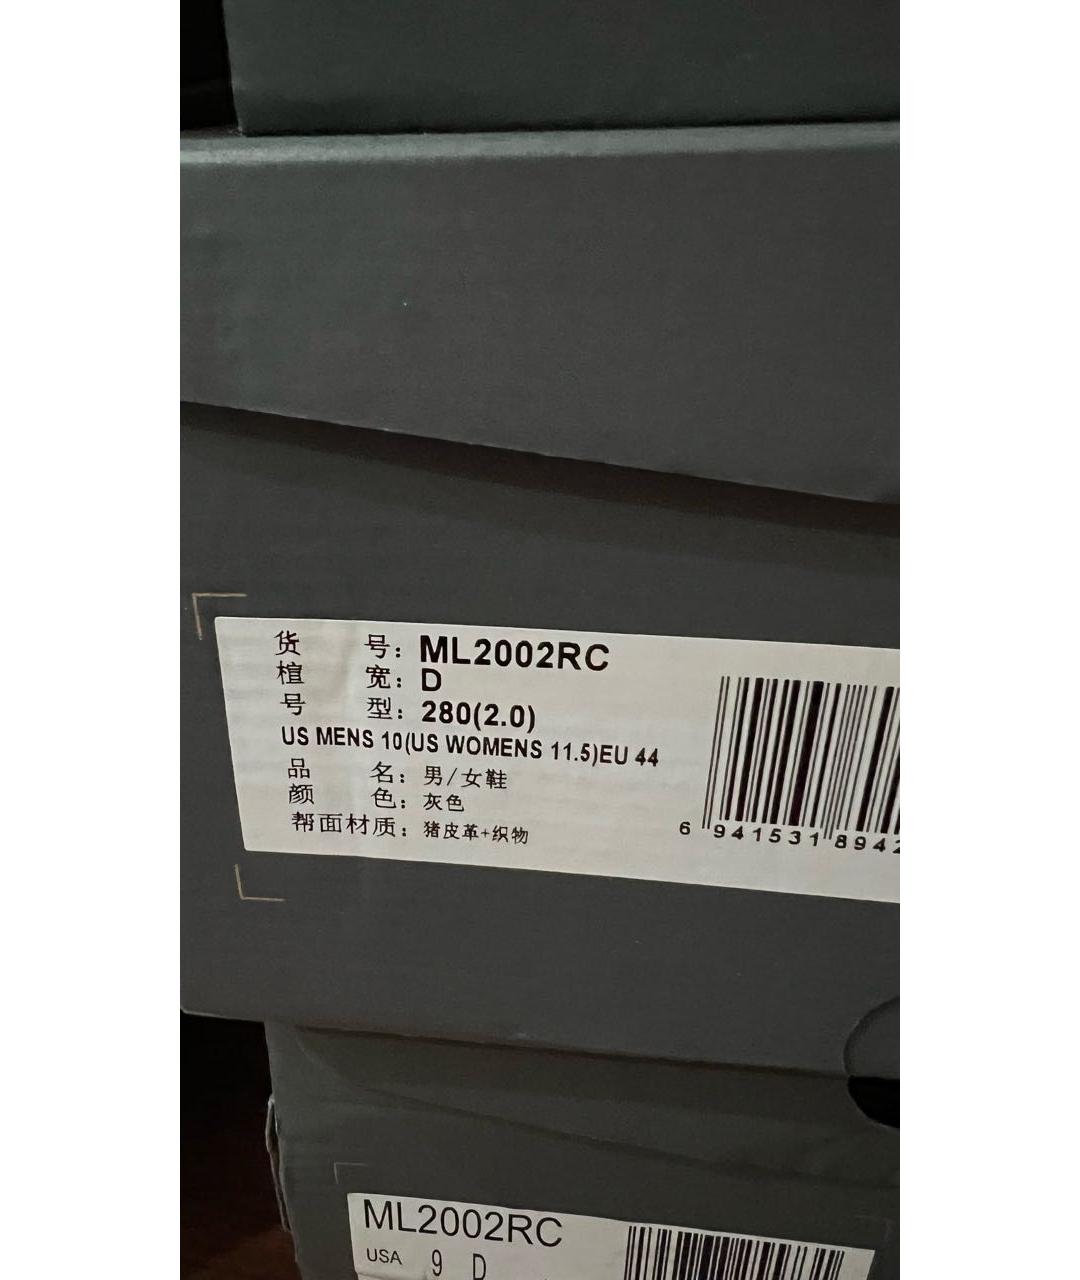 货 号：ML2002RC
楦 宽：D
号 型：280(2.0)
US MENS 10(US WOMENS 11.5)EU 44
品 名：男/女鞋
颜 色：灰色
帮面材质：猪皮革+织物
6 941531 8942
ML2002RC
USA 9 D